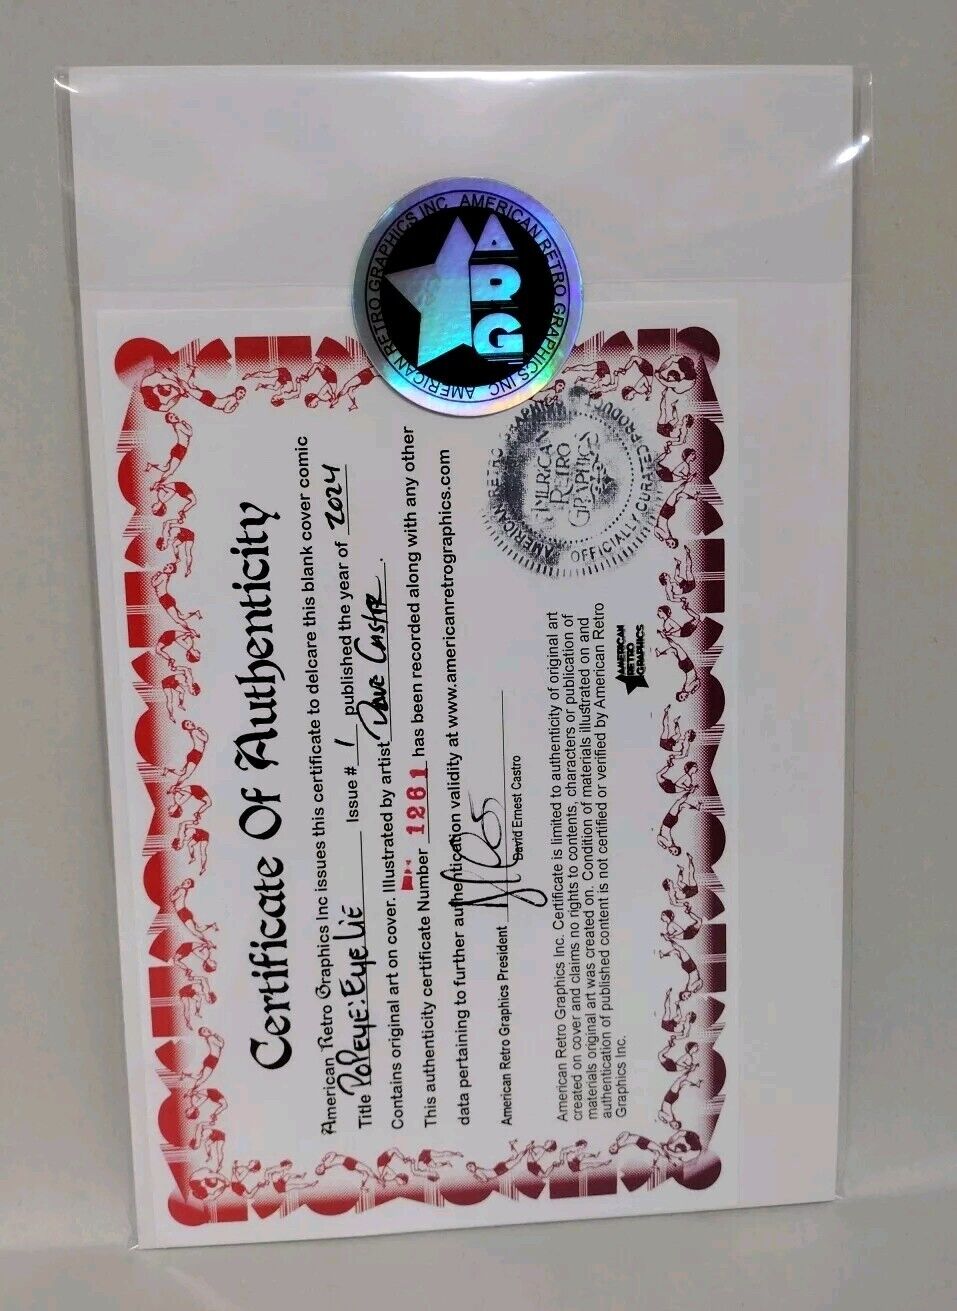 AMERICAN RETRO GRAPHICS INC. AMERICAN RETRO GRAPHICS INC.
ARG
Certificate Of Authenticity
American Retro Graphics Inc issues this certificate to delcare this blank cover comic
Title POPEYE: EYE LIE Issue # 1 published the year of 2024
Contains original art on cover. Illustrated by artist Dave Castr.
This authenticity certificate Number 1261 has been recorded along with any other
data pertaining to further authentication validity at www.americanretrographics.com
American Retro Graphics President
David Ernest Castro
AMERICAN RETRO
RETRO
GRAPHICS
OFFICIALLY CURATED PRODUCT
American Retro Graphics Inc. Certificate is limited to authenticity of original art
created on cover and claims no rights to contents, characters or publication of
materials original art was created on. Condition of materials illustrated on and
authentication of published content is not certified or verified by American Retro
Graphics Inc.
AMERICAN
RETRO
GRAPHICS